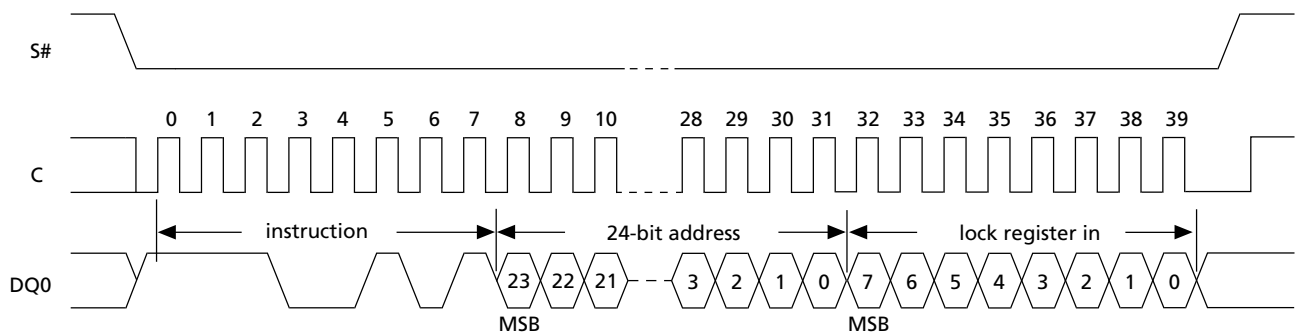 S#
0 1 2 3 4 5 6 7 8 9 10 28 29 30 31 32 33 34 35 36 37 38 39
C
instruction 24-bit address lock register in
DQ0 23 22 21 3 2 1 0 7 6 5 4 3 2 1 0
MSB MSB